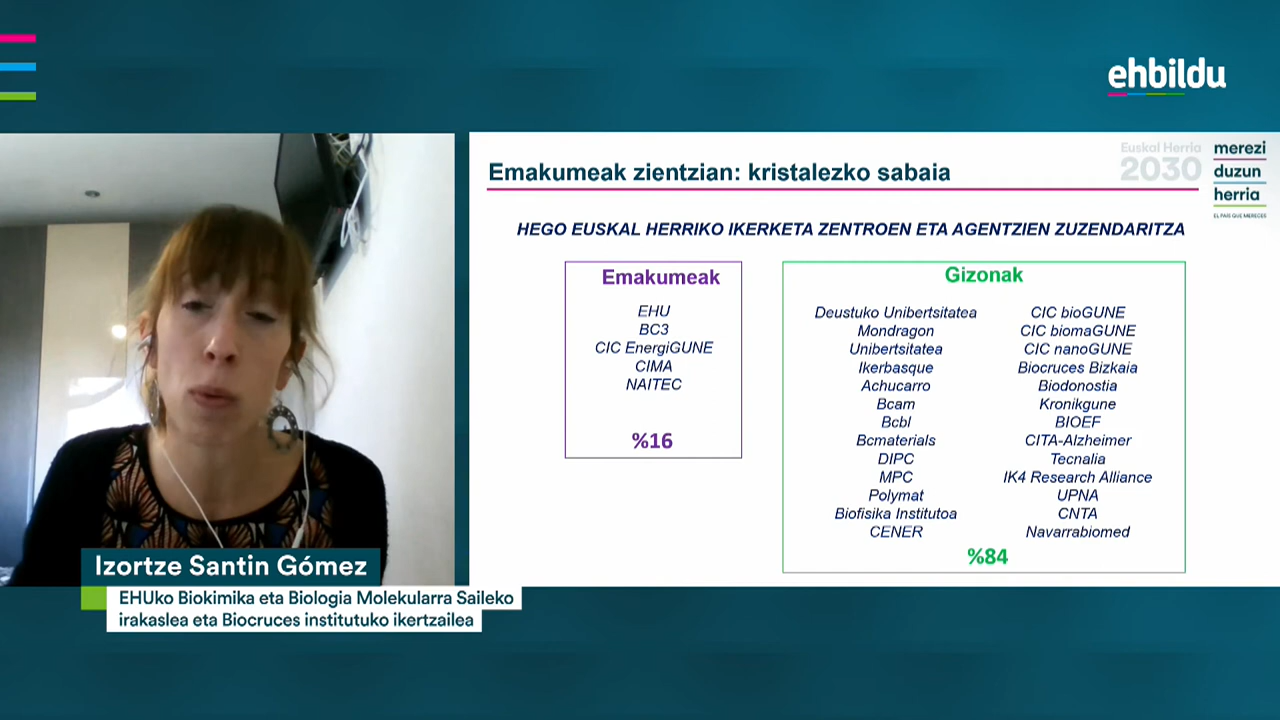 ehbildu
Euskal Herria
2030
merezi
duzun
herria
EL PAÍS QUE MERECES
Emakumeak zientzian: kristalezko sabaia
HEGO EUSKAL HERRIKO IKERKETA ZENTROEN ETA AGENTZIEN ZUZENDARITZA
Emakumeak
EHU
BC3
CIC EnergiGUNE
CIMA
NAITEC
%16
Gizonak
Deustuko Unibertsitatea
Mondragon
Unibertsitatea
Ikerbasque
Achucarro
Bcam
Bcbl
Bcmaterials
DIPC
MPC
Polymat
Biofisika Institutoa
CENER
CIC bioGUNE
CIC biomaGUNE
CIC nanoGUNE
Biocruces Bizkaia
Biodonostia
Kronikgune
BIOEF
CITA-Alzheimer
Tecnalia
IK4 Research Alliance
UPNA
CNTA
Navarrabiomed
%84
Izortze Santin Gómez
EHUko Biokimika eta Biologia Molekularra Saileko
irakaslea eta Biocruces institutuko ikertzailea